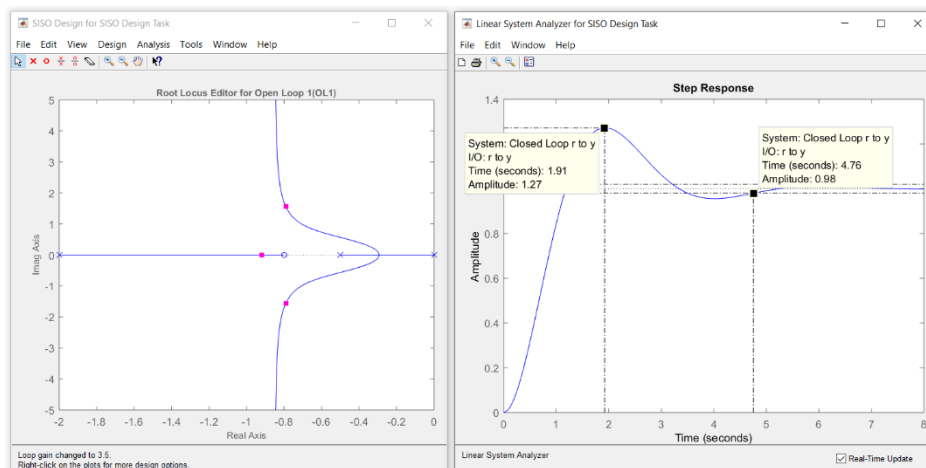 SISO Design for SISO Design Task
File Edit View Design Analysis Tools Window Help
Root Locus Editor for Open Loop 1(OL1)
5
4
3
2
1
0
-1
-2
-3
-4
-5
Imag Axis
-2 -1.8 -1.6 -1.4 -1.2 -1 -0.8 -0.6 -0.4 -0.2 0
Real Axis
Loop gain changed to 3.5.
Right-click on the plots for more design options.
Linear System Analyzer for SISO Design Task
File Edit Window Help
Step Response
1.4
0.8
0.6
0.4
0.2
0
Amplitude
System: Closed Loop r to y
I/O: r to y
Time (seconds): 1.91
Amplitude: 1.27
System: Closed Loop r to y
I/O: r to y
Time (seconds): 4.76
Amplitude: 0.98
0 1 2 3 4 5 6 7 8
Time (seconds)
Linear System Analyzer
Real-Time Update